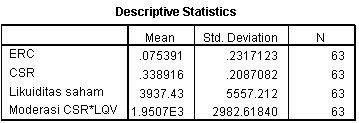 Descriptive Statistics
Mean Std. Deviation N
ERC .075391 .2317123 63
CSR .338916 .2087082 63
Likuiditas saham 3937.43 5557.212 63
Moderasi CSR*LQV 1.9507E3 2982.61840 63